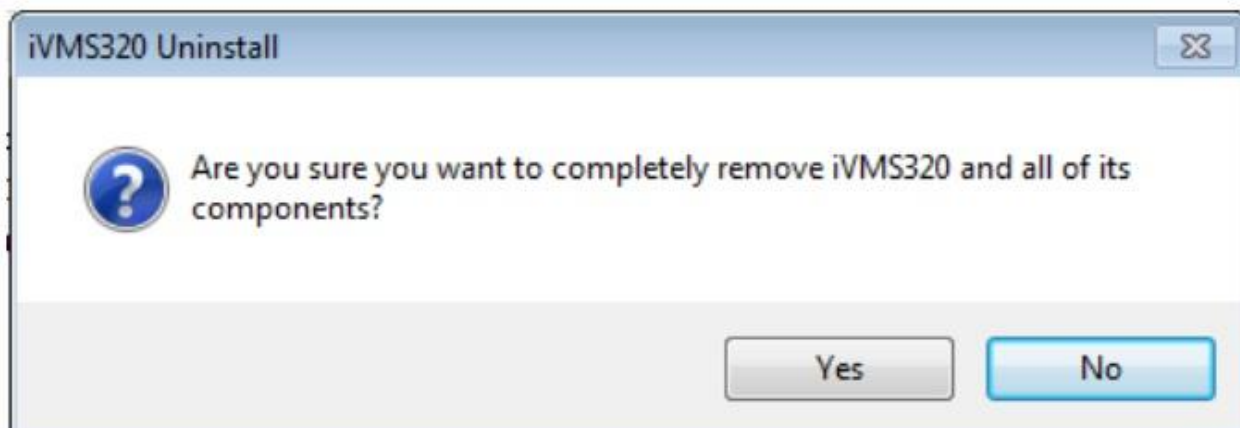 iVMS320 Uninstall
Are you sure you want to completely remove iVMS320 and all of its
components?
Yes
No